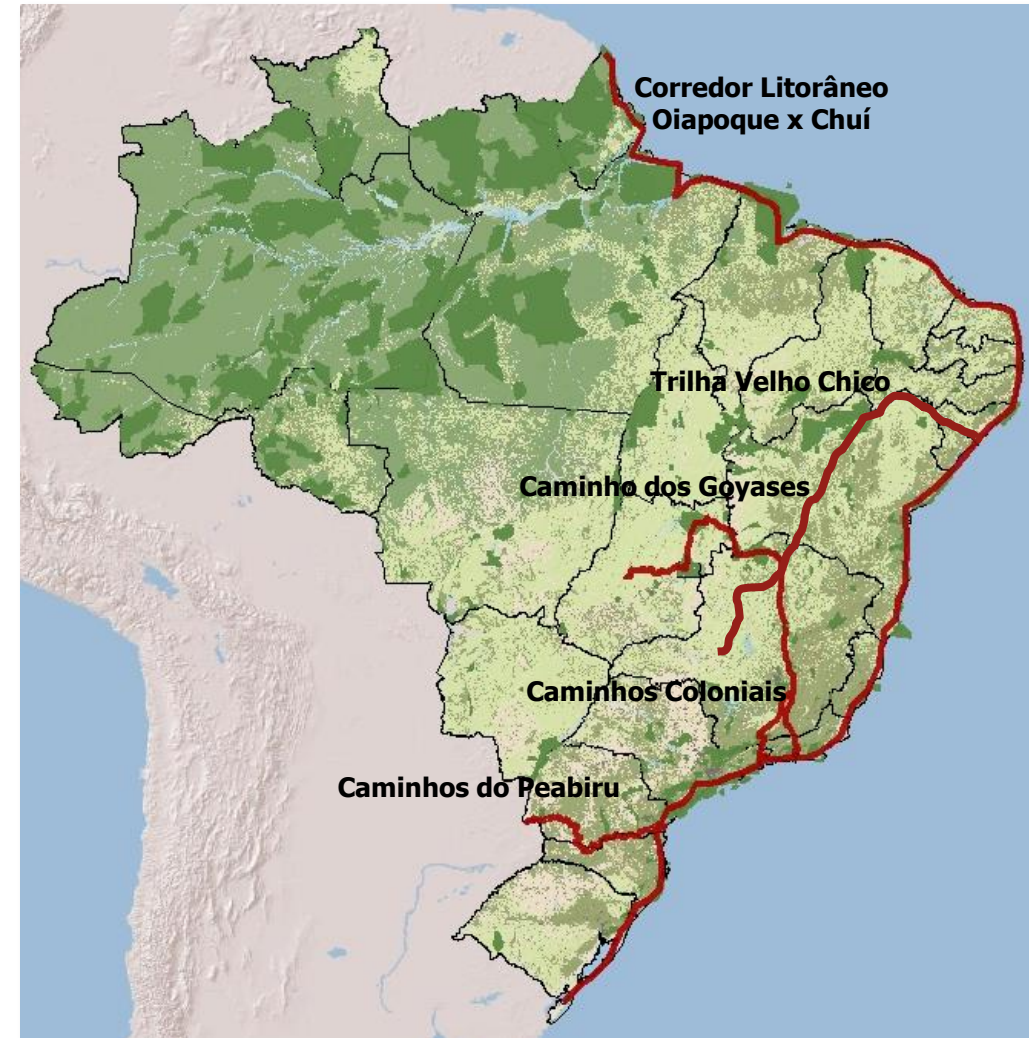 Corredor Litorâneo
Oiapoque x Chuí
Trilha Velho Chico
Caminho dos Goyases
Caminhos Coloniais
Caminhos do Peabiru